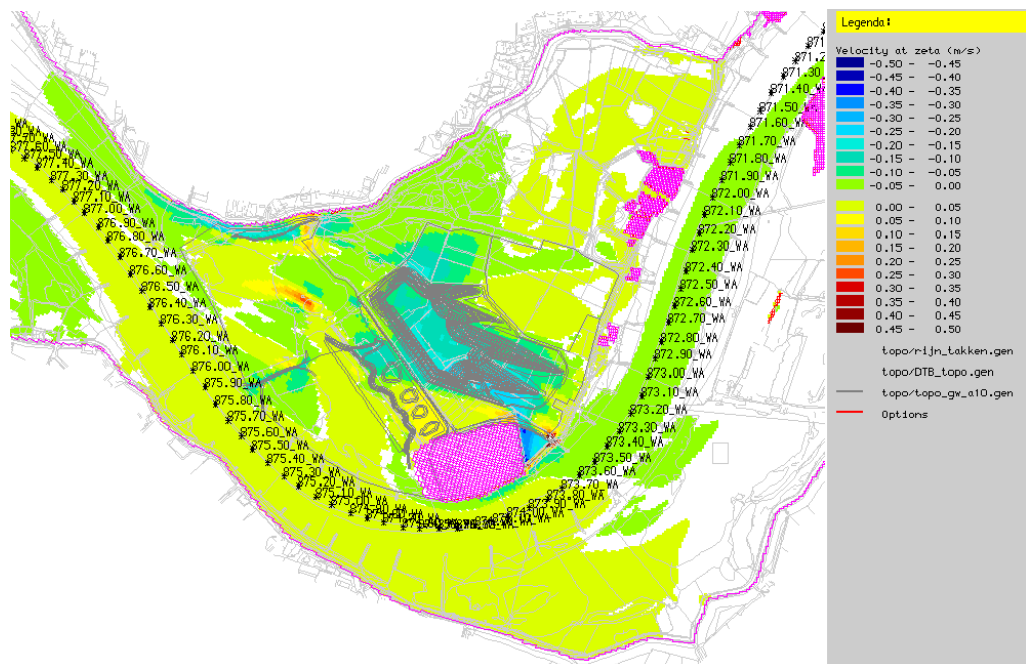 Legenda:
Velocity at zeta (m/s)
-0.50 - -0.45
-0.45 - -0.40
-0.40 - -0.35
-0.35 - -0.30
-0.30 - -0.25
-0.25 - -0.20
-0.20 - -0.15
-0.15 - -0.10
-0.10 - -0.05
-0.05 - 0.00
0.00 - 0.05
0.05 - 0.10
0.10 - 0.15
0.15 - 0.20
0.20 - 0.25
0.25 - 0.30
0.30 - 0.35
0.35 - 0.40
0.40 - 0.45
0.45 - 0.50
topo/rijn_takken.gen
topo/DTB_topo.gen
topo/topo_gw_a10.gen
Options
871.30
871.40_WA
871.50_WA
871.60_WA
871.70_WA
871.80_WA
871.90_WA
872.00_WA
872.10_WA
872.20_WA
872.30_WA
872.40_WA
872.50_WA
872.60_WA
872.70_WA
872.80_WA
872.90_WA
873.00_WA
873.10_WA
873.20_WA
873.30_WA
873.40_WA
873.50_WA
873.60_WA
873.70_WA
873.80_WA
873.90_WA
875.00_WA
875.10_WA
875.20_WA
875.30_WA
875.40_WA
875.50_WA
875.60_WA
875.70_WA
875.80_WA
875.90_WA
876.00_WA
876.10_WA
876.20_WA
876.30_WA
876.40_WA
876.50_WA
876.60_WA
876.70_WA
876.80_WA
876.90_WA
877.00_WA
877.10_WA
877.20_WA
877.30_WA
877.40_WA
877.50_WA
877.60_WA